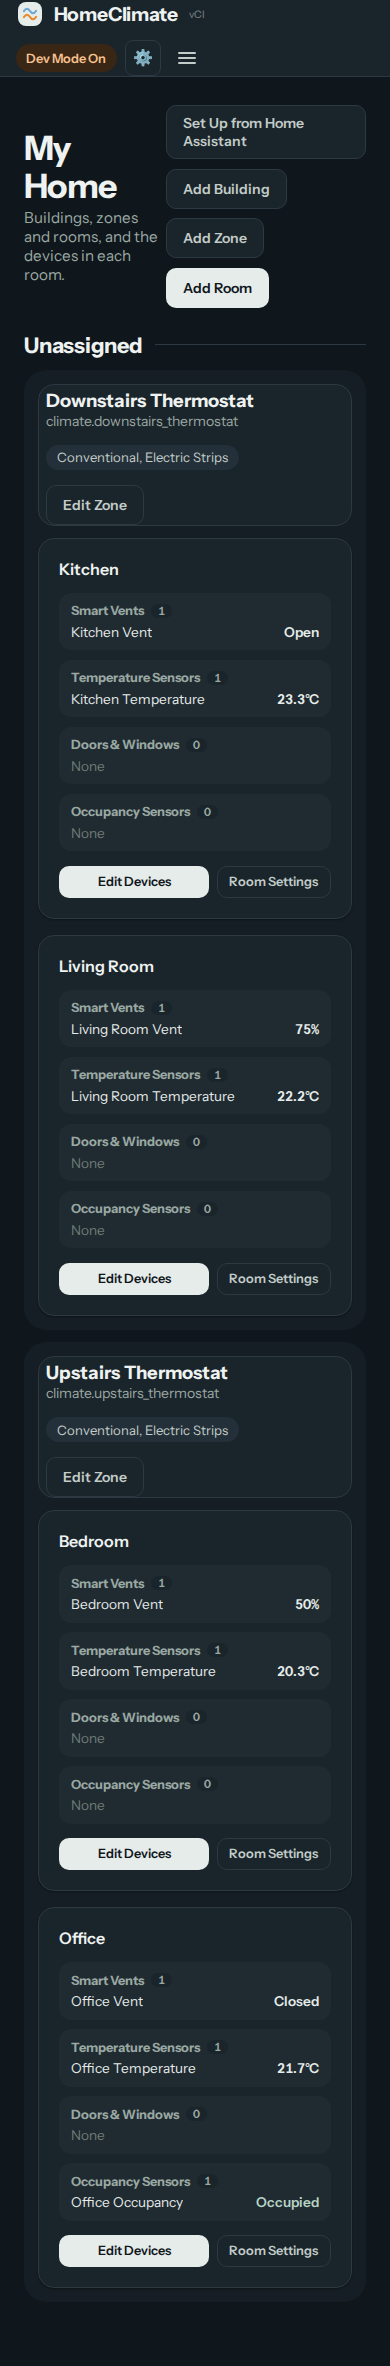 HomeClimate vCI
Dev Mode On
My Home
Buildings, zones
and rooms, and the
devices in each
room.
Set Up from Home
Assistant
Add Building
Add Zone
Add Room
Unassigned
Downstairs Thermostat
climate.downstairs_thermostat
Conventional, Electric Strips
Edit Zone
Kitchen
Smart Vents 1
Kitchen Vent Open
Temperature Sensors 1
Kitchen Temperature 23.3°C
Doors & Windows 0
None
Occupancy Sensors 0
None
Edit Devices Room Settings
Living Room
Smart Vents 1
Living Room Vent 75%
Temperature Sensors 1
Living Room Temperature 22.2°C
Doors & Windows 0
None
Occupancy Sensors 0
None
Edit Devices Room Settings
Upstairs Thermostat
climate.upstairs_thermostat
Conventional, Electric Strips
Edit Zone
Bedroom
Smart Vents 1
Bedroom Vent 50%
Temperature Sensors 1
Bedroom Temperature 20.3°C
Doors & Windows 0
None
Occupancy Sensors 0
None
Edit Devices Room Settings
Office
Smart Vents 1
Office Vent Closed
Temperature Sensors 1
Office Temperature 21.7°C
Doors & Windows 0
None
Occupancy Sensors 1
Office Occupancy Occupied
Edit Devices Room Settings